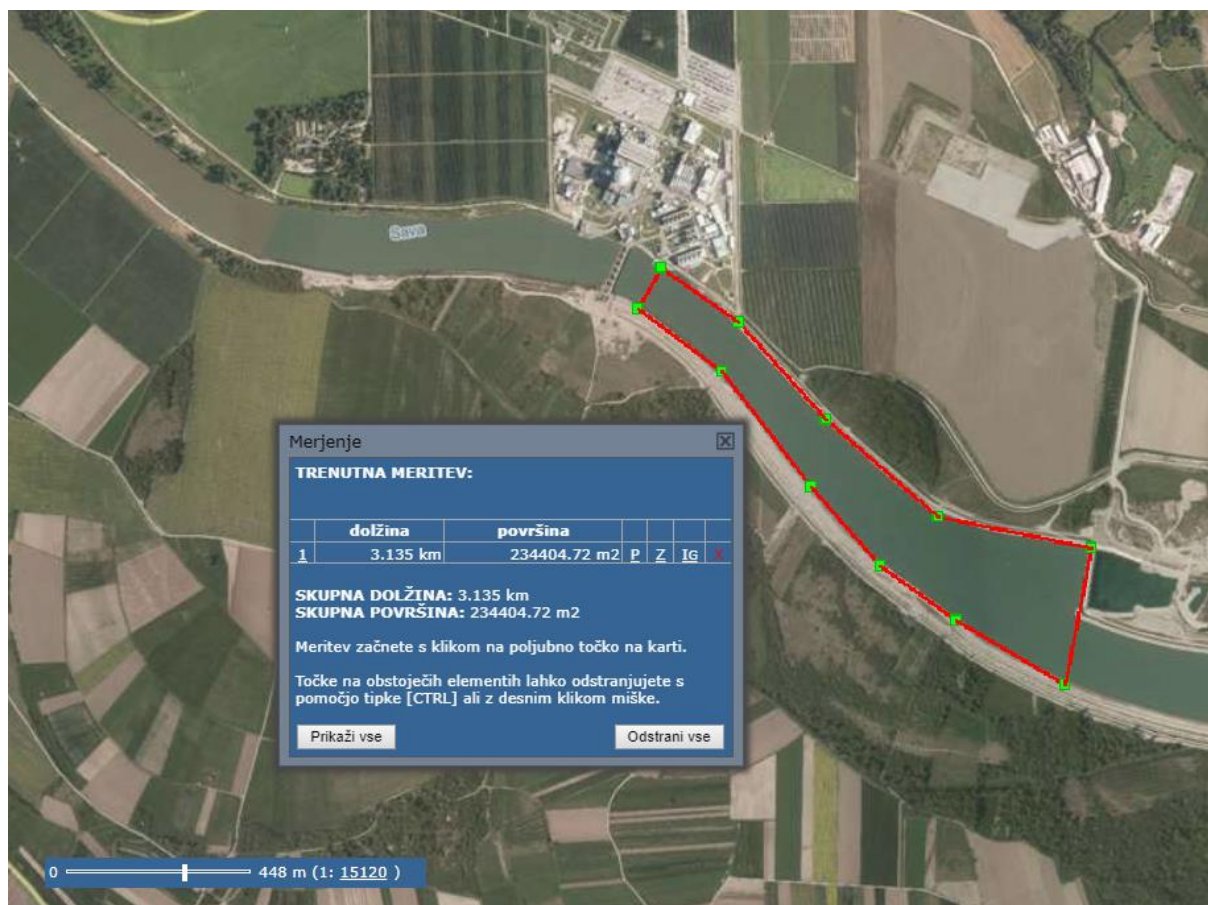 Sava
Merjenje
TRENUTNA MERITEV:
dolžina površina
1 3.135 km 234404.72 m2 P Z IG X
SKUPNA DOLŽINA: 3.135 km
SKUPNA POVRŠINA: 234404.72 m2
Meritev začnete s klikom na poljubno točko na karti.
Točke na obstoječih elementih lahko odstranjujete s
pomočjo tipke [CTRL] ali z desnim klikom miške.
Prikaži vse Odstrani vse
0 448 m (1: 15120 )